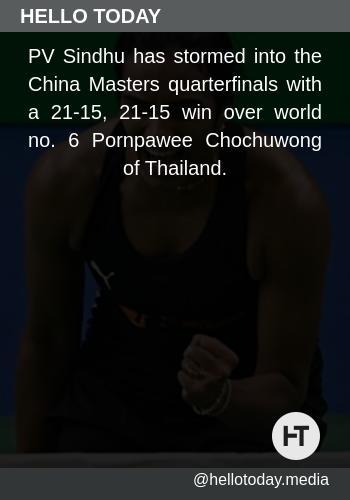 HELLO TODAY
PV Sindhu has stormed into the
China Masters quarterfinals with
a 21-15, 21-15 win over world
no. 6 Pornpawee Chochuwong
of Thailand.
HT
@hellotoday.media